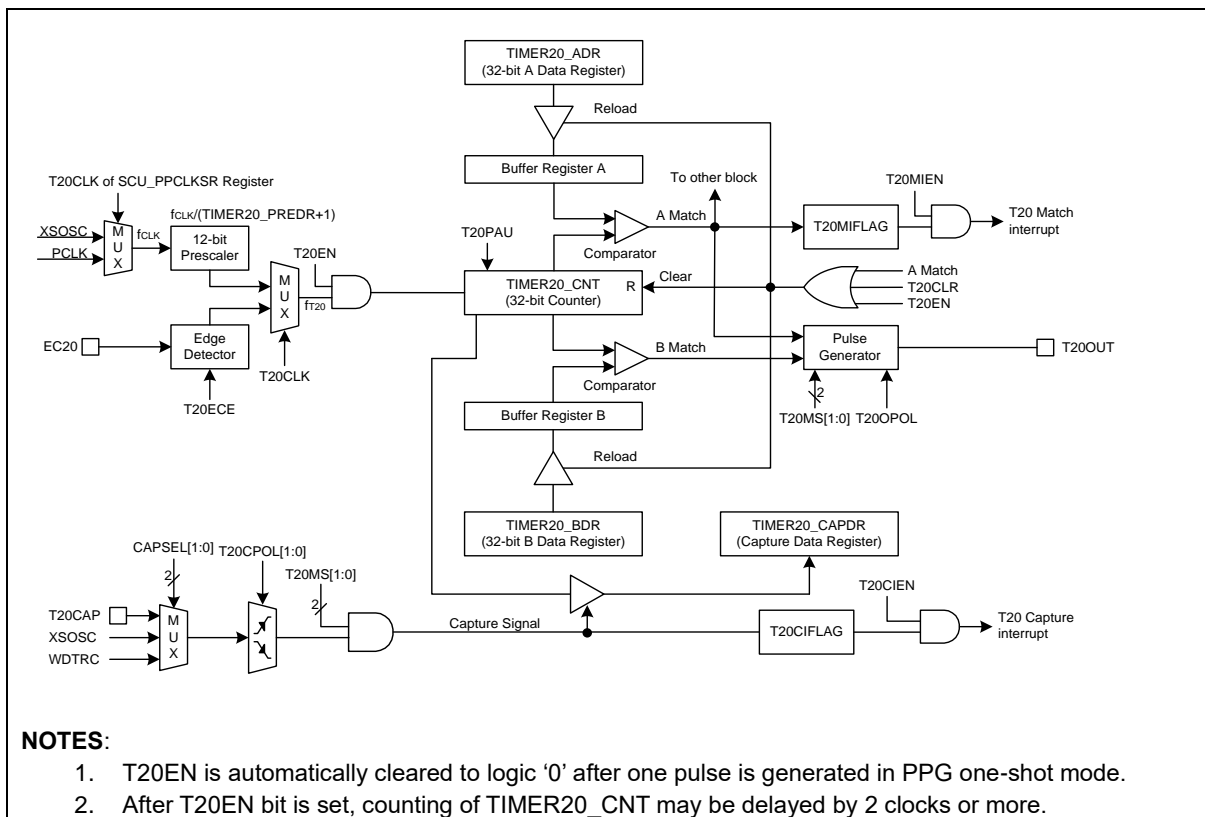 TIMER20_ADR
(32-bit A Data Register)
Reload
Buffer Register A
T20CLK of SCU_PPCLKSR Register
To other block
T20MIEN
fCLK/(TIMER20_PREDR+1)
XSOSC
PCLK
MUX
fCLK
12-bit
Prescaler
T20EN
T20PAU
A Match
Comparator
T20MIFLAG
T20 Match
interrupt
MUX
fT20
TIMER20_CNT
(32-bit Counter)
R
Clear
A Match
T20CLR
T20EN
EC20
Edge
Detector
T20CLK
T20ECE
B Match
Comparator
Pulse
Generator
T20OUT
2
T20MS[1:0]
T20OPOL
Buffer Register B
Reload
TIMER20_BDR
(32-bit B Data Register)
TIMER20_CAPDR
(Capture Data Register)
CAPSEL[1:0]
T20CPOL[1:0]
T20MS[1:0]
2
2
T20CAP
XSOSC
WDTRC
MUX
Capture Signal
T20CIEN
T20CIFLAG
T20 Capture
interrupt
NOTES:
1. T20EN is automatically cleared to logic ‘0’ after one pulse is generated in PPG one-shot mode.
2. After T20EN bit is set, counting of TIMER20_CNT may be delayed by 2 clocks or more.